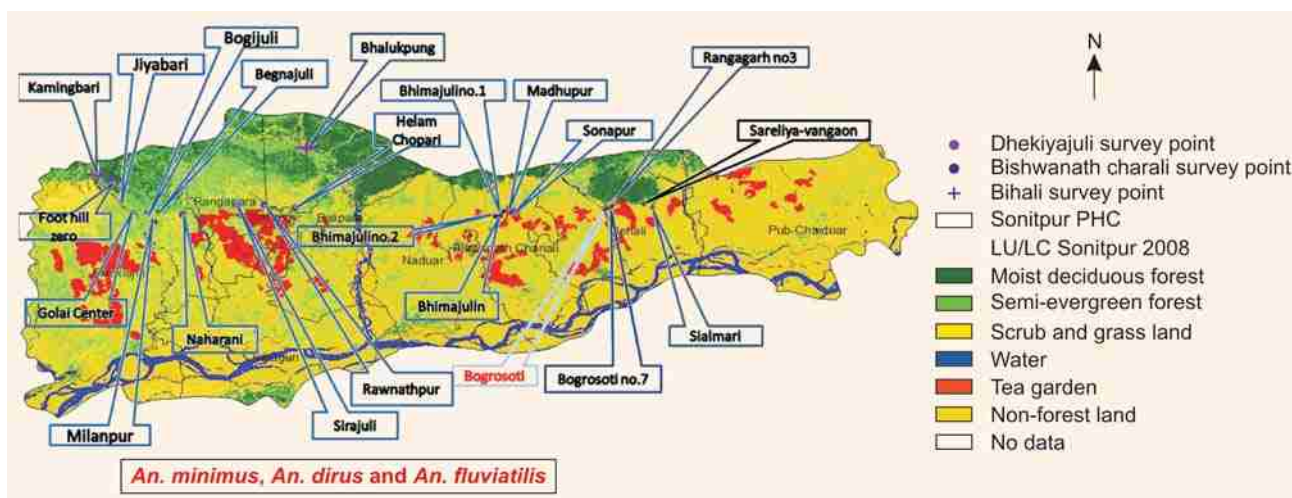 Bogijuli
Bhalukpung
Rangagarh no3
N
Jiyabari
Begnajuli
Kamingbari
Bhimajulino.1
Madhupur
Helam
Chopari
Sonapur
Sareliya-vangaon
Foot hill
zero
Rangapara
Bhimajulino.2
Naduar
Pub-Chaiduar
Golai Center
Naharani
Bhimajulin
Sialmari
Rawnathpur
Bogrosoti
Bogrosoti no.7
Milanpur
Sirajuli
An. minimus, An. dirus and An. fluviatilis
Dhekiyajuli survey point
Bishwanath charali survey point
Bihali survey point
Sonitpur PHC
LU/LC Sonitpur 2008
Moist deciduous forest
Semi-evergreen forest
Scrub and grass land
Water
Tea garden
Non-forest land
No data